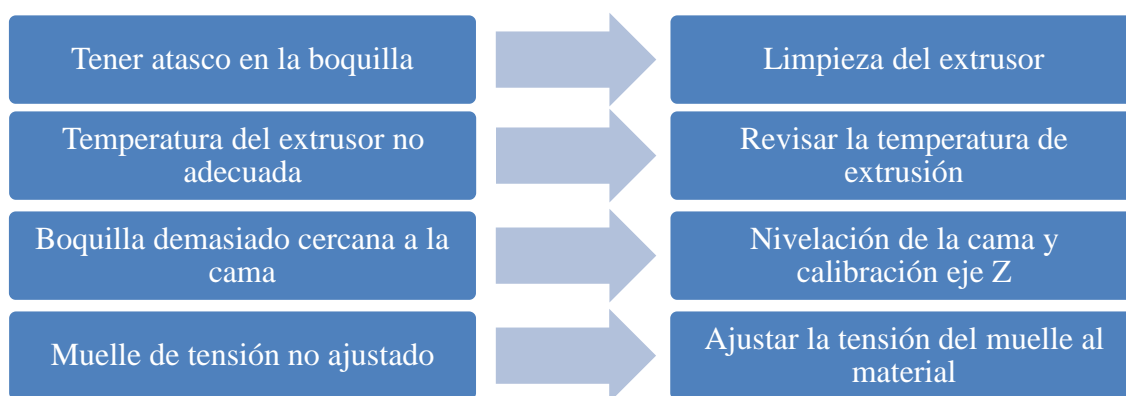 Tener atasco en la boquilla
Limpieza del extrusor
Temperatura del extrusor no
adecuada
Revisar la temperatura de
extrusión
Boquilla demasiado cercana a la
cama
Nivelación de la cama y
calibración eje Z
Muelle de tensión no ajustado
Ajustar la tensión del muelle al
material